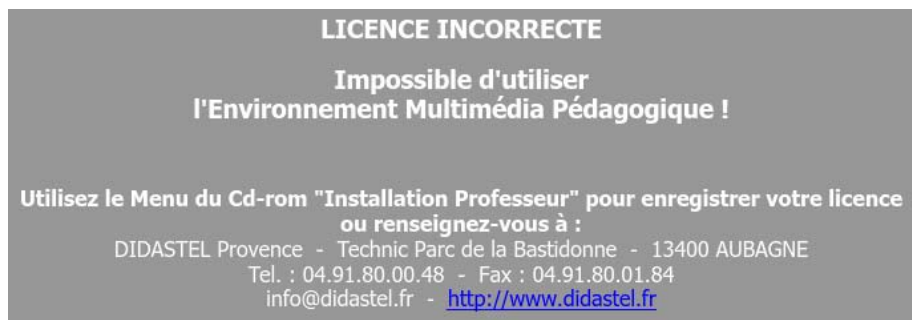 LICENCE INCORRECTE
Impossible d'utiliser
l'Environnement Multimédia Pédagogique !
Utilisez le Menu du Cd-rom "Installation Professeur" pour enregistrer votre licence
ou renseignez-vous à :
DIDASTEL Provence - Technic Parc de la Bastidonne - 13400 AUBAGNE
Tel. : 04.91.80.00.48 - Fax : 04.91.80.01.84
info@didastel.fr - http://www.didastel.fr